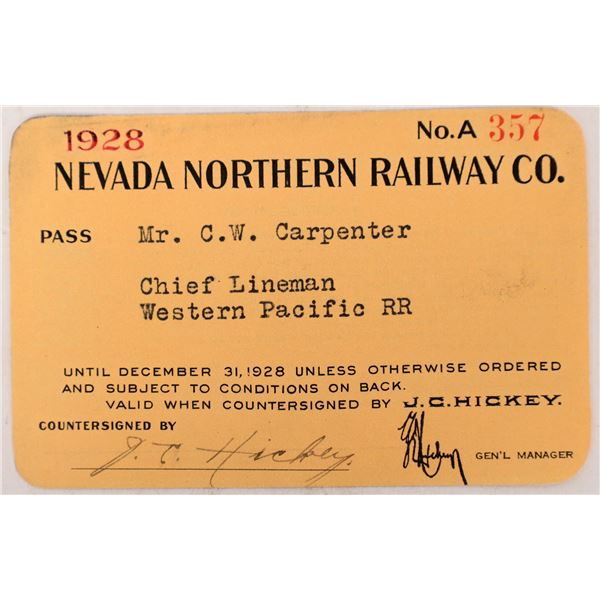 1928 No. A 357
NEVADA NORTHERN RAILWAY CO.
PASS Mr. C.W. Carpenter
Chief Lineman
Western Pacific RR
UNTIL DECEMBER 31, 1928 UNLESS OTHERWISE ORDERED
AND SUBJECT TO CONDITIONS ON BACK.
VALID WHEN COUNTERSIGNED BY J.C.HICKEY.
COUNTERSIGNED BY
J. C. Hickey. GEN'L MANAGER